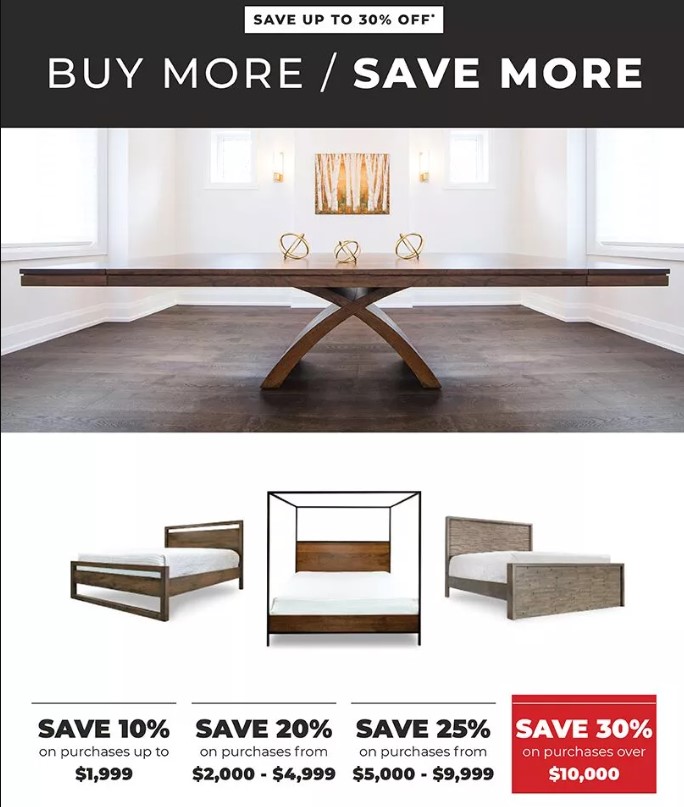 SAVE UP TO 30% OFF*
BUY MORE / SAVE MORE
SAVE 10%
on purchases up to
$1,999
SAVE 20%
on purchases from
$2,000 - $4,999
SAVE 25%
on purchases from
$5,000 - $9,999
SAVE 30%
on purchases over
$10,000